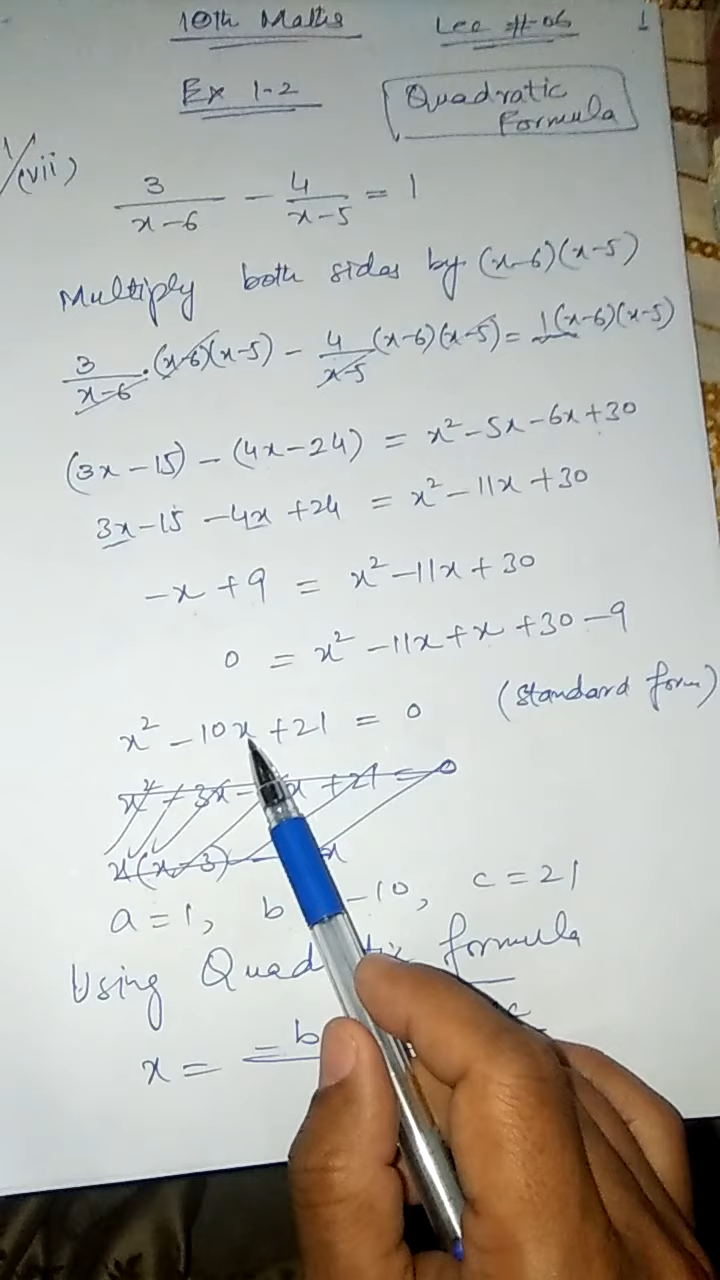 10th Maths Lec #-06 1
Ex 1-2
Quadratic
Formula
1/(vii)
3/(x-6) - 4/(x-5) = 1
Multiply both sides by (x-6)(x-5)
3/(x-6) . (x-6)(x-5) - 4/(x-5) (x-6)(x-5) = 1(x-6)(x-5)
(3x-15) - (4x-24) = x² - 5x - 6x + 30
3x - 15 - 4x + 24 = x² - 11x + 30
-x + 9 = x² - 11x + 30
0 = x² - 11x + x + 30 - 9
x² - 10x + 21 = 0 (Standard form)
a = 1, b -10, c = 21
Using formula
x = -b